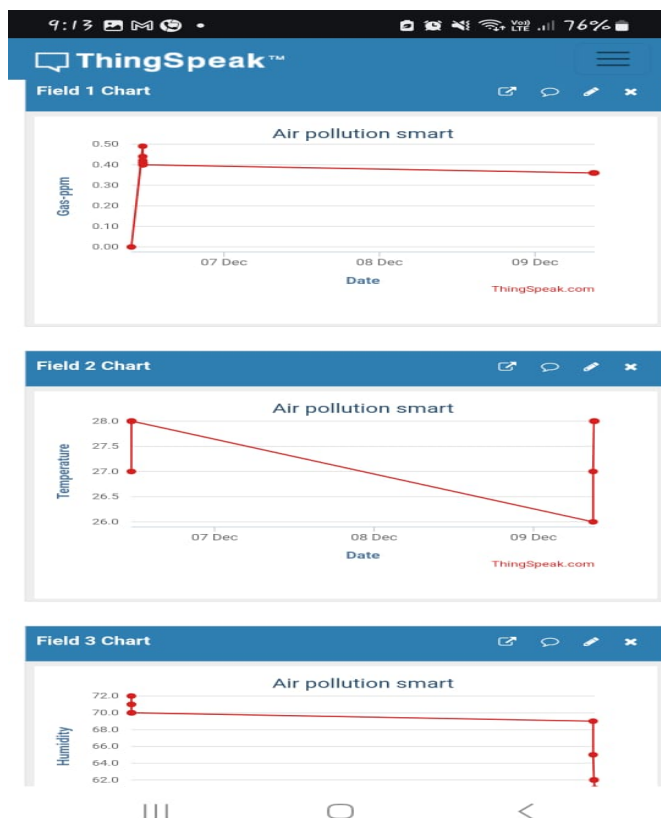 9:13
VoD LTE 76%
ThingSpeak™
Field 1 Chart
Air pollution smart
0.50
0.40
0.30
0.20
0.10
0.00
Gas-ppm
07 Dec 08 Dec 09 Dec
Date
ThingSpeak.com
Field 2 Chart
Air pollution smart
28.0
27.5
27.0
26.5
26.0
Temperature
07 Dec 08 Dec 09 Dec
Date
ThingSpeak.com
Field 3 Chart
Air pollution smart
72.0
70.0
68.0
66.0
64.0
62.0
Humidity